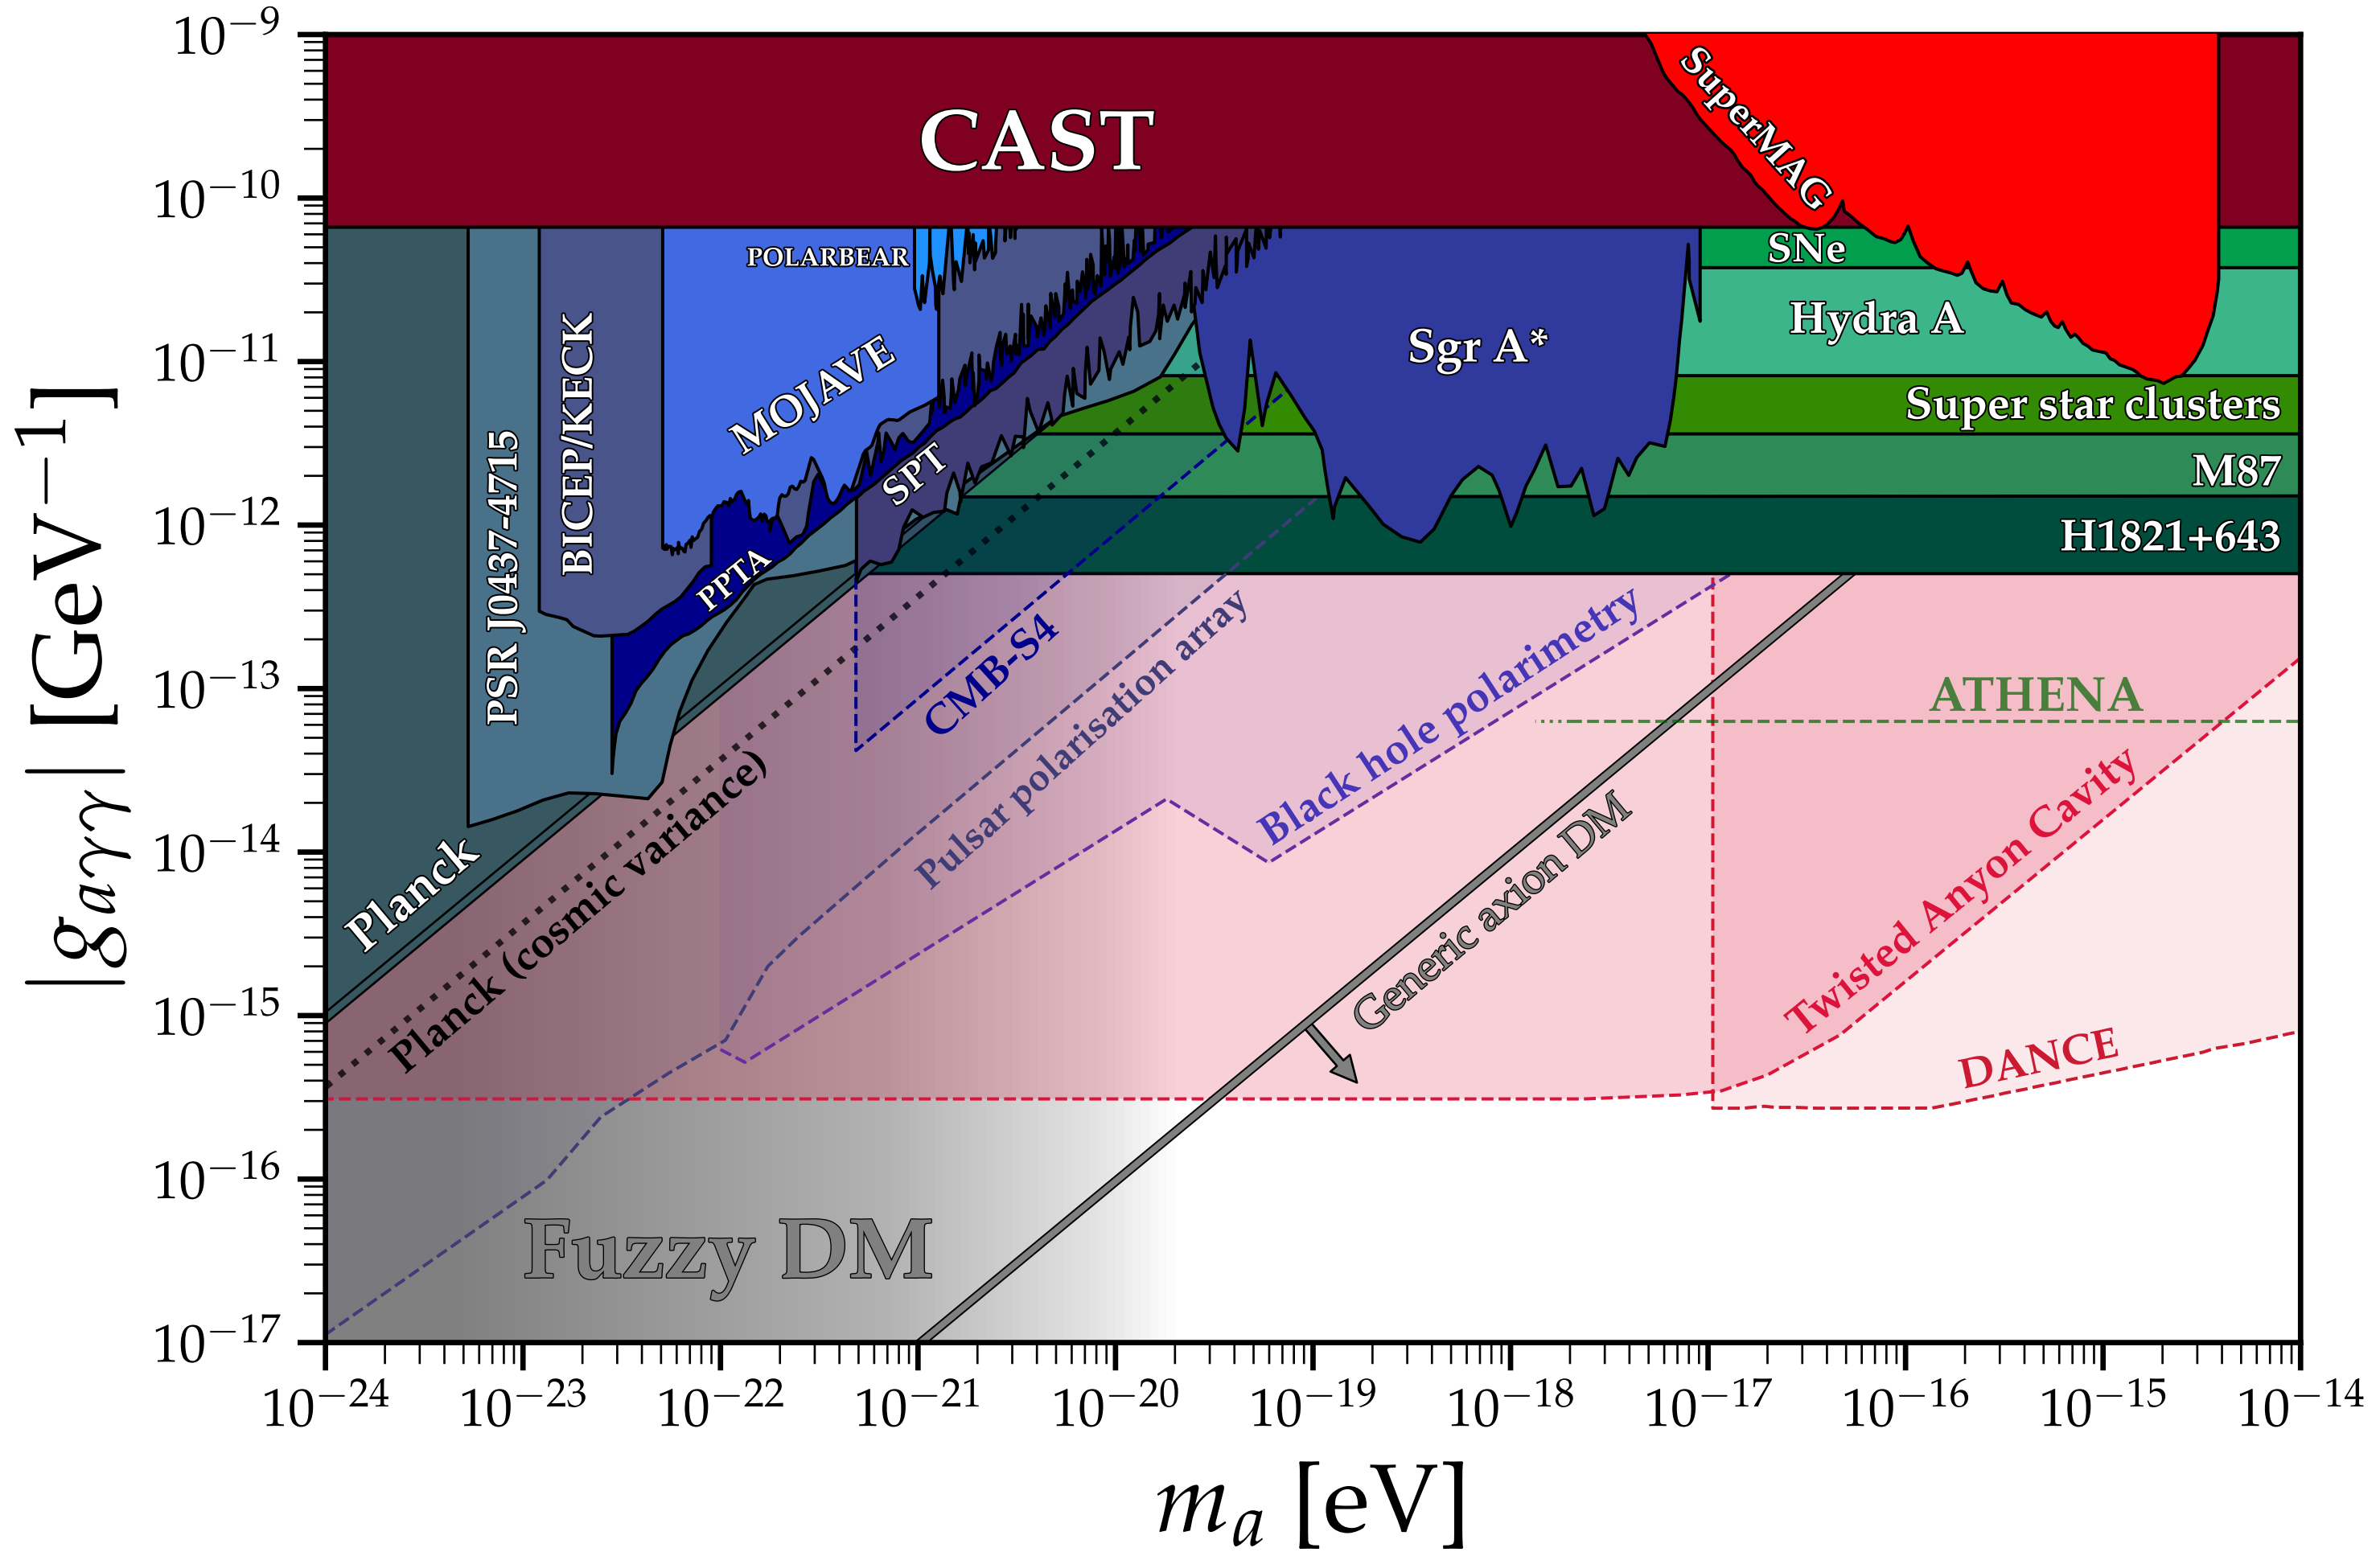 10⁻⁹
10⁻¹⁰
10⁻¹¹
10⁻¹²
10⁻¹³
10⁻¹⁴
10⁻¹⁵
10⁻¹⁶
10⁻¹⁷
|gₐγγ| [GeV⁻¹]
CAST
SuperMAG
POLARBEAR
SNe
Hydra A
Sgr A*
Super star clusters
M87
H1821+643
BICEP/KECK
MOJAVE
PSR J0437-4715
SPT
PPTA
CMB-S4
Pulsar polarisation array
Black hole polarimetry
ATHENA
Planck
Planck (cosmic variance)
Generic axion DM
Twisted Anyon Cavity
DANCE
Fuzzy DM
10⁻²⁴
10⁻²³
10⁻²²
10⁻²¹
10⁻²⁰
10⁻¹⁹
10⁻¹⁸
10⁻¹⁷
10⁻¹⁶
10⁻¹⁵
10⁻¹⁴
mₐ [eV]